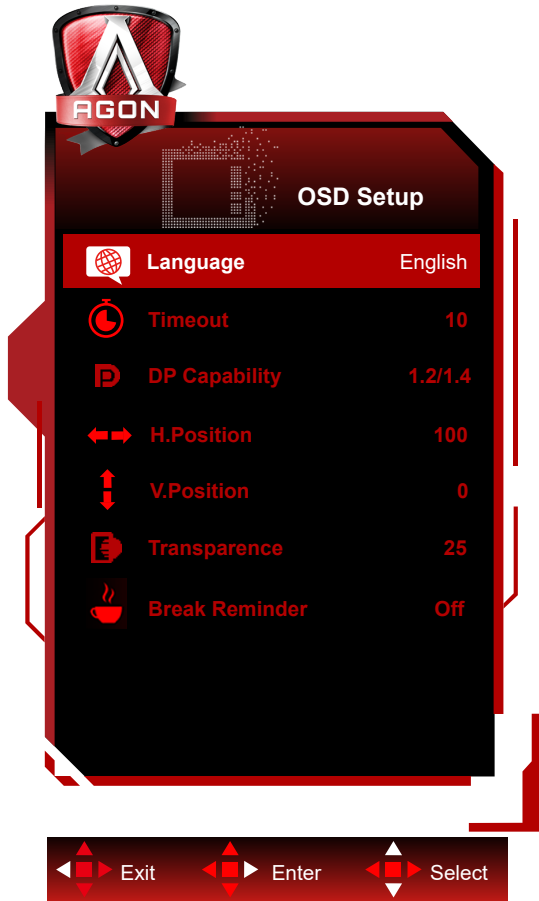 AGON
OSD Setup
Language English
Timeout 10
DP Capability 1.2/1.4
H.Position 100
V.Position 0
Transparence 25
Break Reminder Off
Exit Enter Select